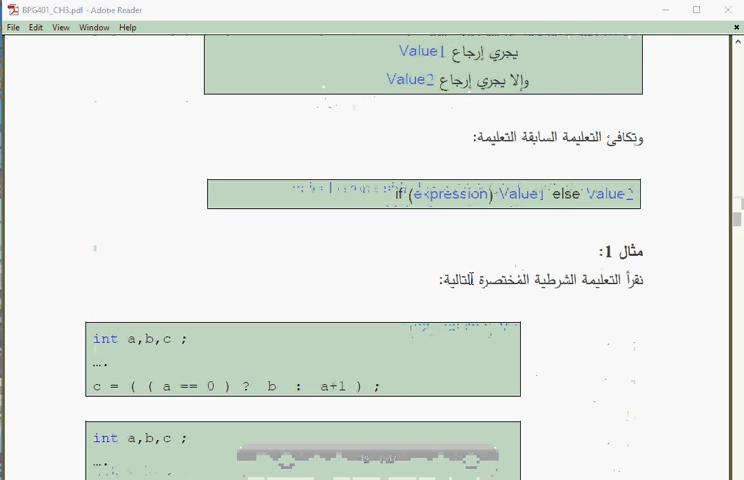 BPG401_CH3.pdf - Adobe Reader
File Edit View Window Help
يجري إرجاع Value1
وإلا يجري إرجاع Value2
وتكافئ التعليمة السابقة التعليمة:
if (expression) Value1 else Value2
مثال 1:
نقرأ التعليمة الشرطية المختصرة التالية:
int a,b,c ;
….
c = ( ( a == 0 ) ? b : a+1 ) ;
int a,b,c ;
….